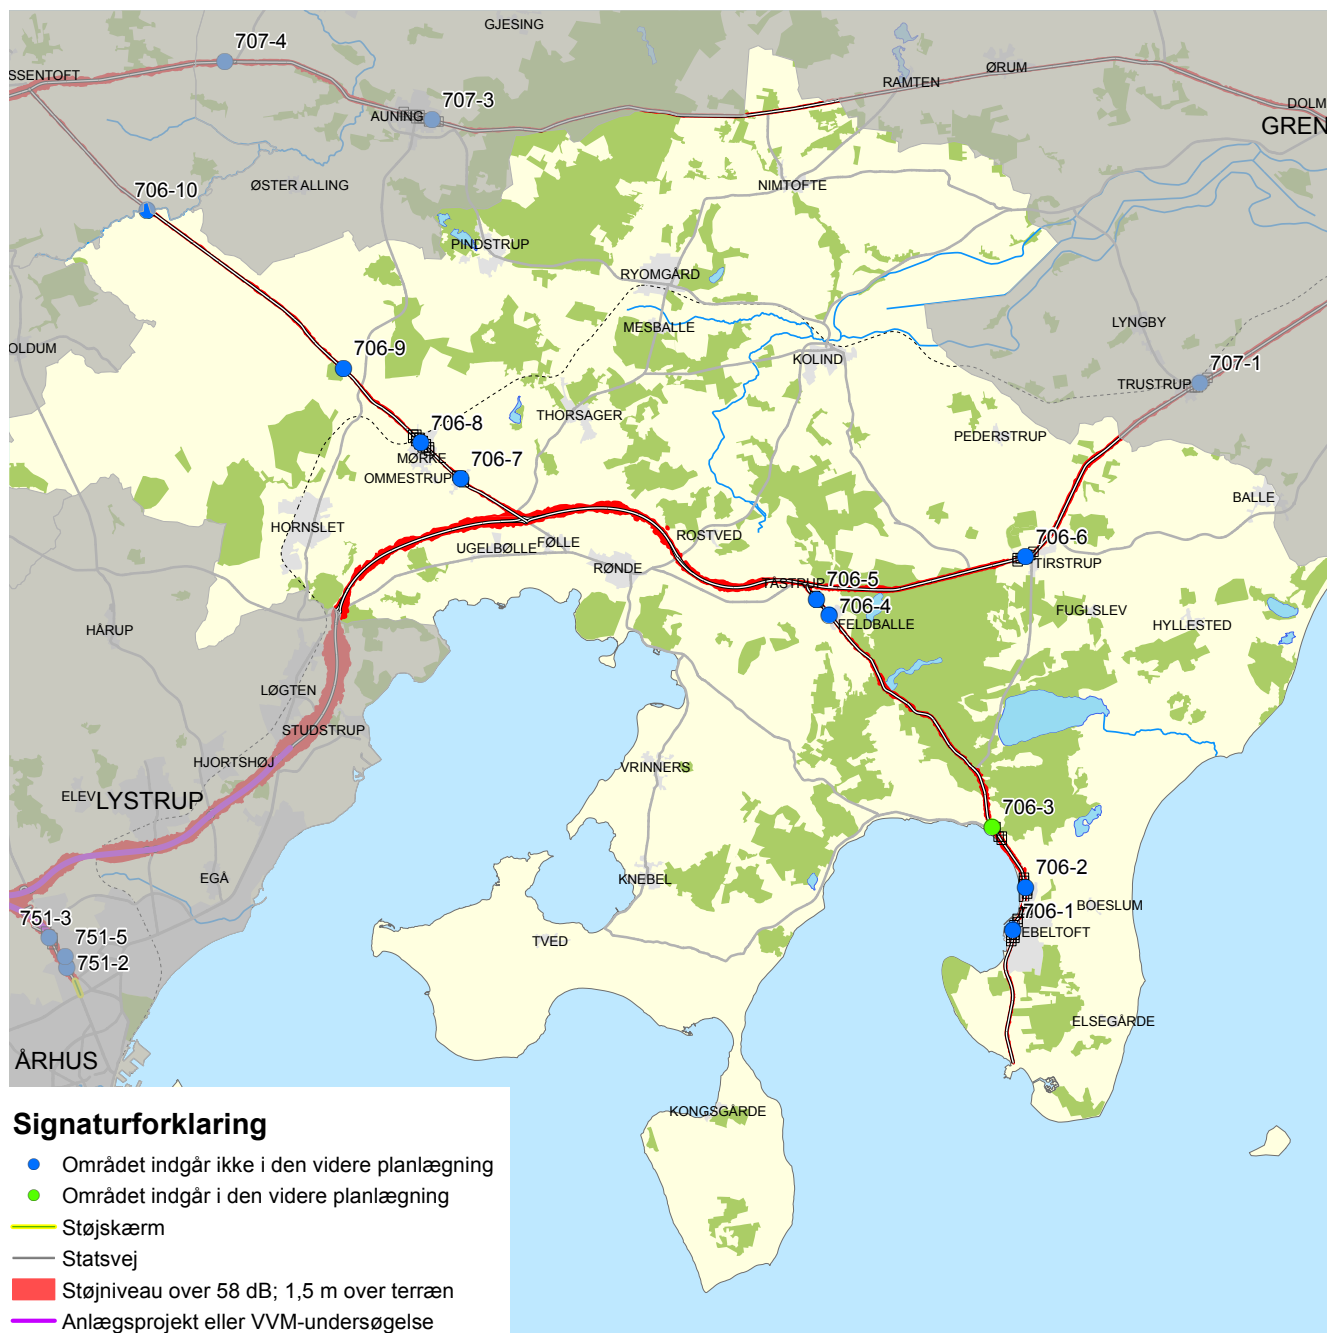 GJESING
707-4
ØRUM
SSENTOFT
RAMTEN
707-3
DOLM
AUNING
GREN
706-10
ØSTER ALLING
NIMTOFTE
PINDSTRUP
RYOMGÅRD
LYNGBY
MESBALLE
OLDUM
706-9
KOLIND
707-1
TRUSTRUP
THORSAGER
706-8
PEDERSTRUP
MØRKE
706-7
OMMESTRUP
BALLE
HORNSLET
ROSTVED
706-6
UGELBØLLE
FØLLE
TIRSTRUP
RØNDE
706-5
TÅSTRUP
706-4
FUGLSLEV
FELDBALLE
HYLLESTED
HÅRUP
LØGTEN
STUDSTRUP
HJORTSHØJ
VRINNERS
ELEV
LYSTRUP
706-3
EGÅ
KNEBEL
706-2
BOESLUM
751-3
706-1
EBELTOFT
751-5
TVED
751-2
ELSEGÅRDE
ÅRHUS
KONGSGÅRDE
Signaturforklaring
Området indgår ikke i den videre planlægning
Området indgår i den videre planlægning
Støjskærm
Statsvej
Støjniveau over 58 dB; 1,5 m over terræn
Anlægsprojekt eller VVM-undersøgelse